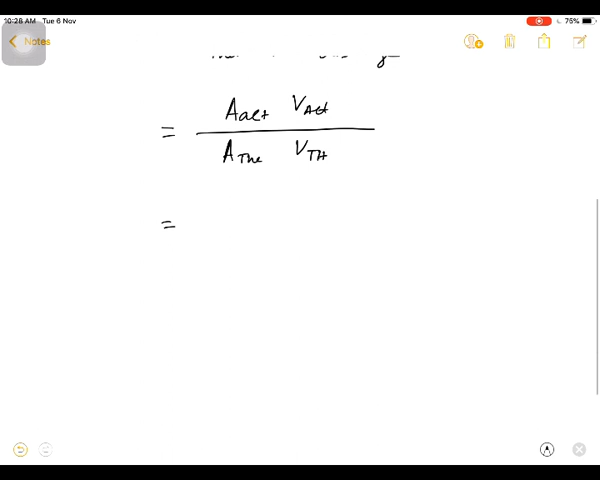 10:28 AM Tue 6 Nov 75%
Notes
= Aact VAct
AThe VTH
=